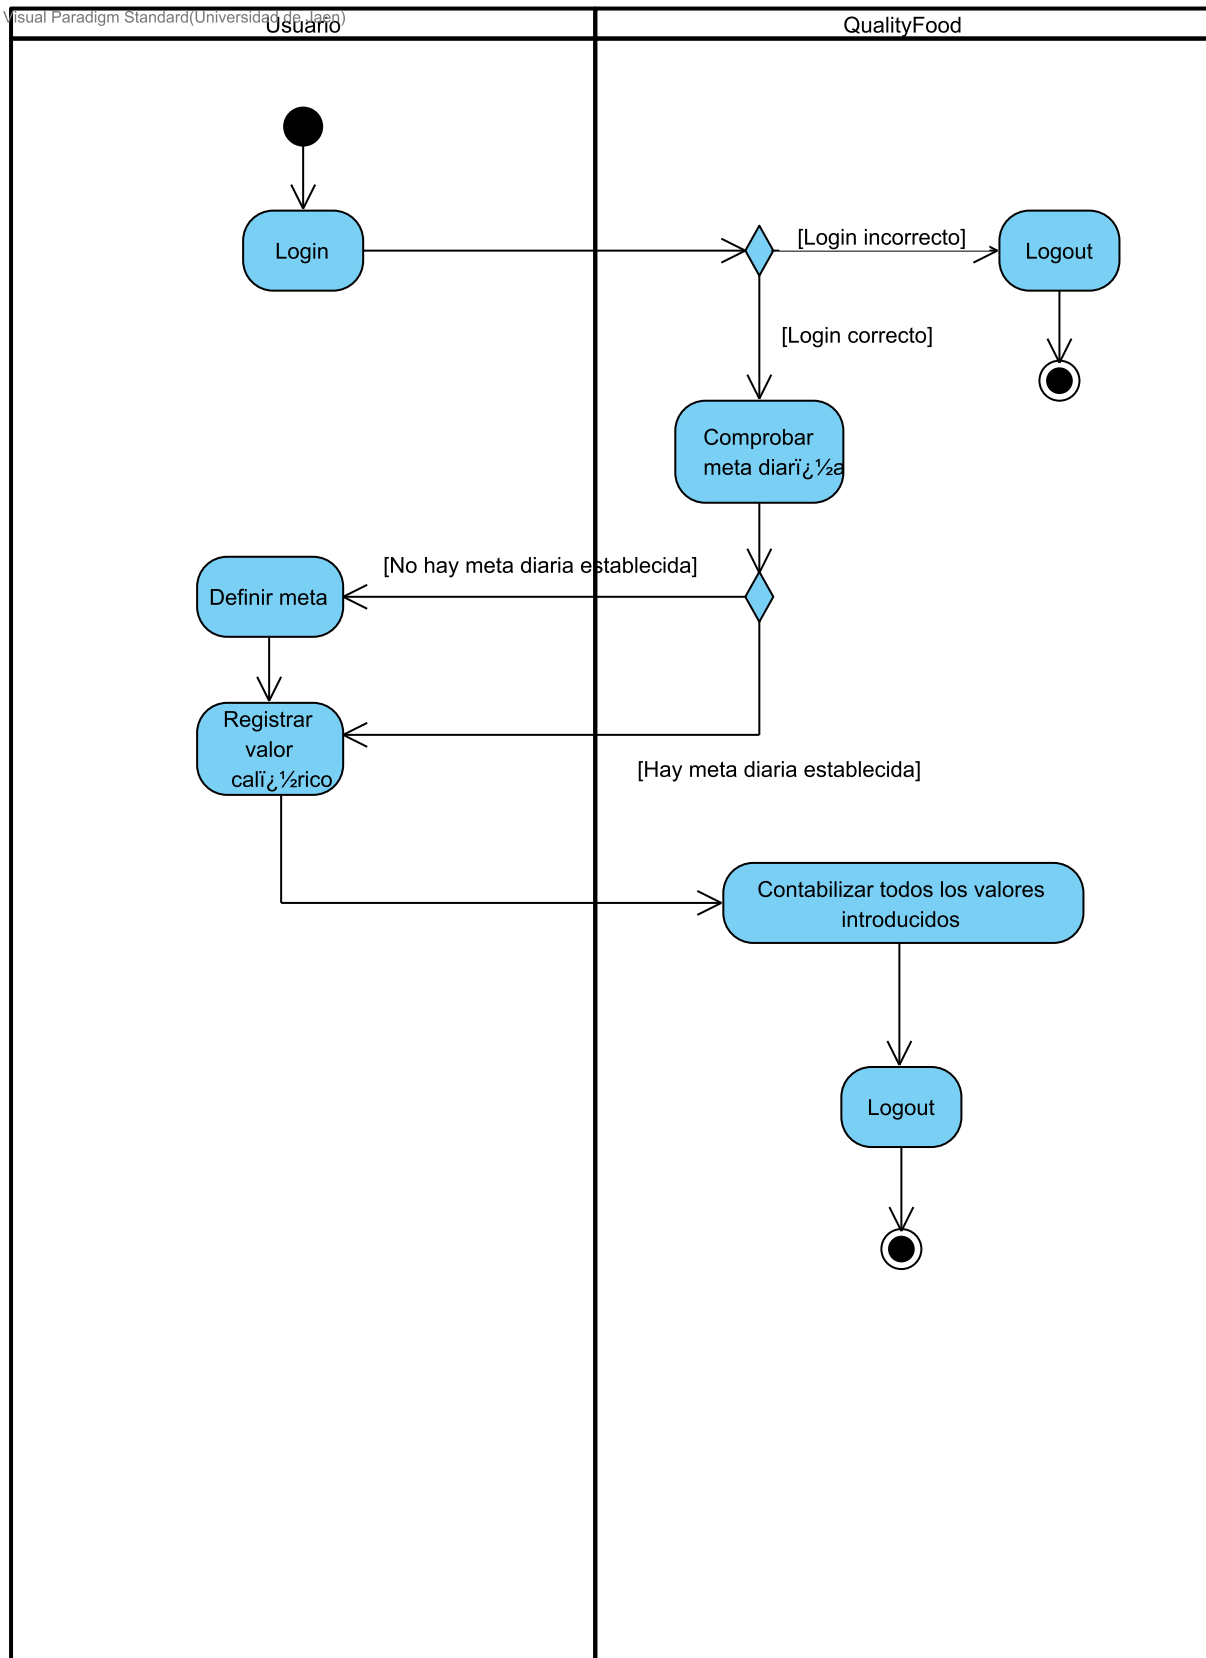 Visual Paradigm Standard(Universidad de Jaen)
Usuario
QualityFood
Login
[Login incorrecto]
Logout
[Login correcto]
Comprobar
meta diarï¿½a
[No hay meta diaria establecida]
Definir meta
Registrar
valor
calï¿½rico
[Hay meta diaria establecida]
Contabilizar todos los valores
introducidos
Logout